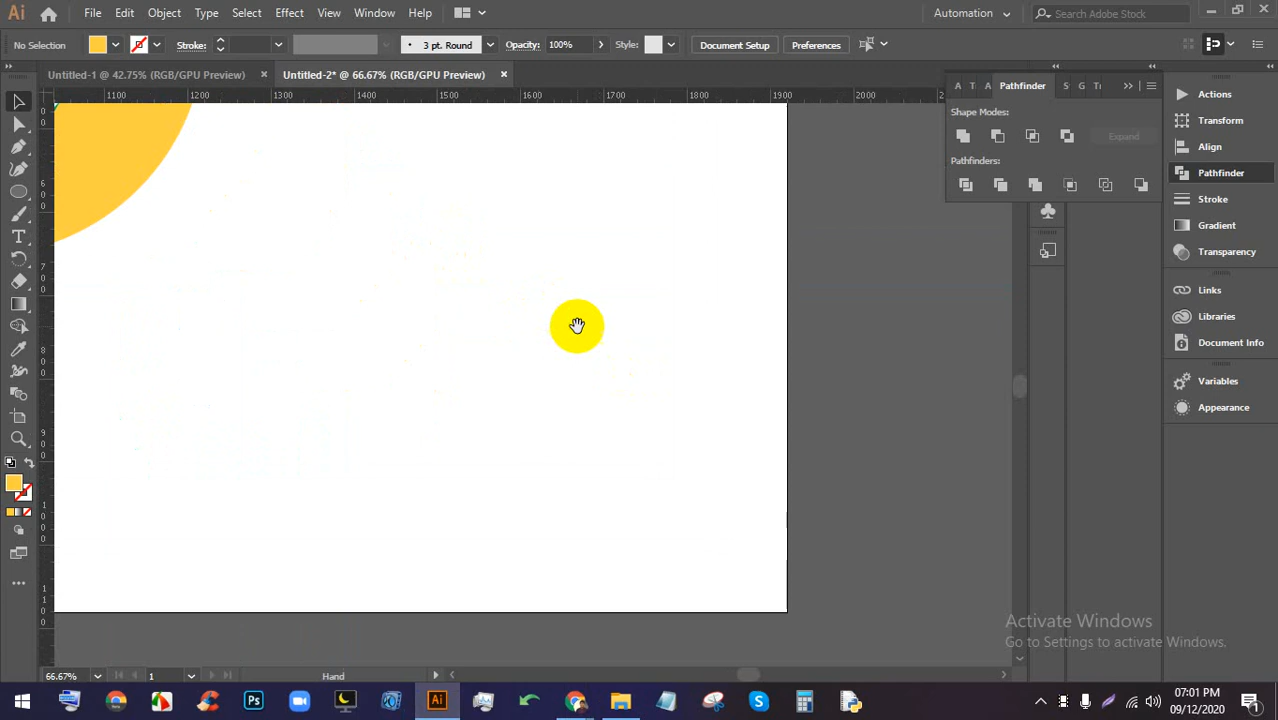 Ai File Edit Object Type Select Effect View Window Help Automation Search Adobe Stock
No Selection Stroke: 3 pt. Round Opacity: 100% Style: Document Setup Preferences
Untitled-1 @ 42.75% (RGB/GPU Preview) Untitled-2* @ 66.67% (RGB/GPU Preview)
A T A Pathfinder S G Tr
1100 1200 1300 1400 1500 1600 1700 1800 1900 2000
Shape Modes:
Expand
Pathfinders:
Actions
Transform
Align
Pathfinder
Stroke
Gradient
Transparency
Links
Libraries
Document Info
Variables
Appearance
Activate Windows
Go to Settings to activate Windows.
66.67% 1 Hand
Ps Ai S
07:01 PM
09/12/2020
1